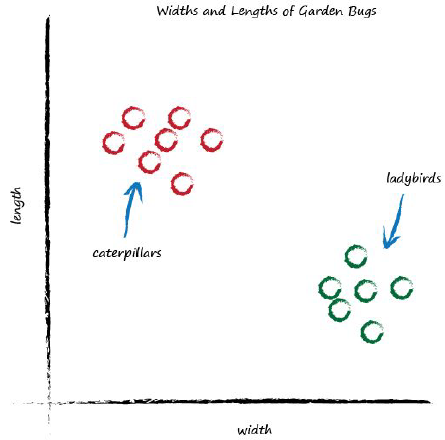 Widths and Lengths of Garden Bugs
ladybirds
length
caterpillars
width